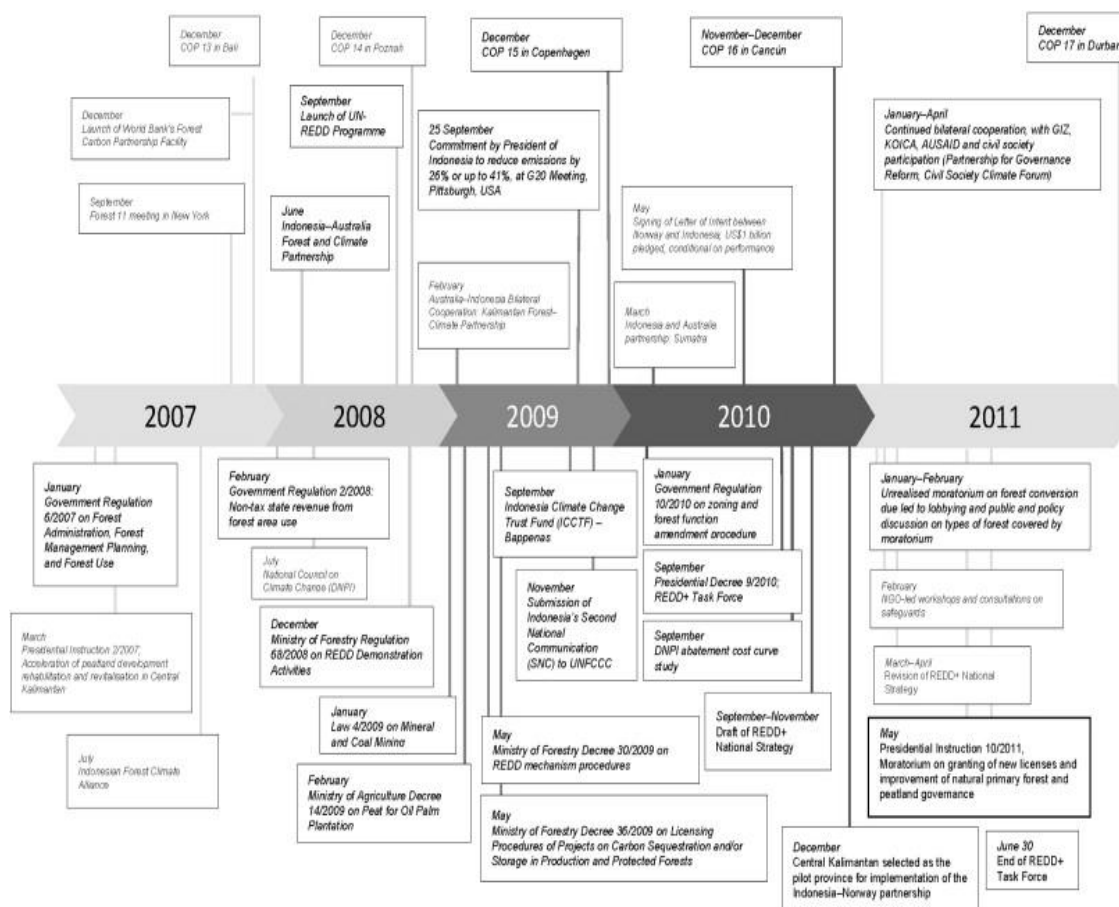 December
COP 13 in Bali
December
COP 14 in Poznań
December
COP 15 in Copenhagen
November–December
COP 16 in Cancún
December
COP 17 in Durban
December
Launch of World Bank's Forest
Carbon Partnership Facility
September
Launch of UN-
REDD Programme
25 September
Commitment by President of
Indonesia to reduce emissions by
26% or up to 41%, at G20 Meeting,
Pittsburgh, USA
January–April
Continued bilateral cooperation, with GIZ,
KOICA, AUSAID and civil society
participation (Partnership for Governance
Reform, Civil Society Climate Forum)
September
Forest 11 meeting in New York
June
Indonesia–Australia
Forest and Climate
Partnership
May
Signing of Letter of Intent between
Norway and Indonesia; US$1 billion
pledged, conditional on performance
February
Australia–Indonesia Bilateral
Cooperation: Kalimantan Forest–
Climate Partnership
March
Indonesia and Australia
partnership: Sumatra
2007
2008
2009
2010
2011
January
Government Regulation
6/2007 on Forest
Administration, Forest
Management Planning,
and Forest Use
February
Government Regulation 2/2008:
Non-tax state revenue from
forest area use
September
Indonesia Climate Change
Trust Fund (ICCTF) –
Bappenas
January
Government Regulation
10/2010 on zoning and
forest function
amendment procedure
January–February
Unrealised moratorium on forest conversion
due led to lobbying and public and policy
discussion on types of forest covered by
moratorium
July
National Council on
Climate Change (DNPI)
November
Submission of
Indonesia's Second
National
Communication
(SNC) to UNFCCC
September
Presidential Decree 9/2010;
REDD+ Task Force
February
NGO-led workshops and consultations on
safeguards
March
Presidential Instruction 2/2007;
Acceleration of peatland development
rehabilitation and revitalisation in Central
Kalimantan
December
Ministry of Forestry Regulation
68/2008 on REDD Demonstration
Activities
September
DNPI abatement cost curve
study
March–April
Revision of REDD+ National
Strategy
January
Law 4/2009 on Mineral
and Coal Mining
September–November
Draft of REDD+
National Strategy
May
Ministry of Forestry Decree 30/2009 on
REDD mechanism procedures
May
Presidential Instruction 10/2011,
Moratorium on granting of new licenses and
improvement of natural primary forest and
peatland governance
July
Indonesian Forest Climate
Alliance
February
Ministry of Agriculture Decree
14/2009 on Peat for Oil Palm
Plantation
May
Ministry of Forestry Decree 36/2009 on Licensing
Procedures of Projects on Carbon Sequestration and/or
Storage in Production and Protected Forests
December
Central Kalimantan selected as the
pilot province for implementation of the
Indonesia–Norway partnership
June 30
End of REDD+
Task Force